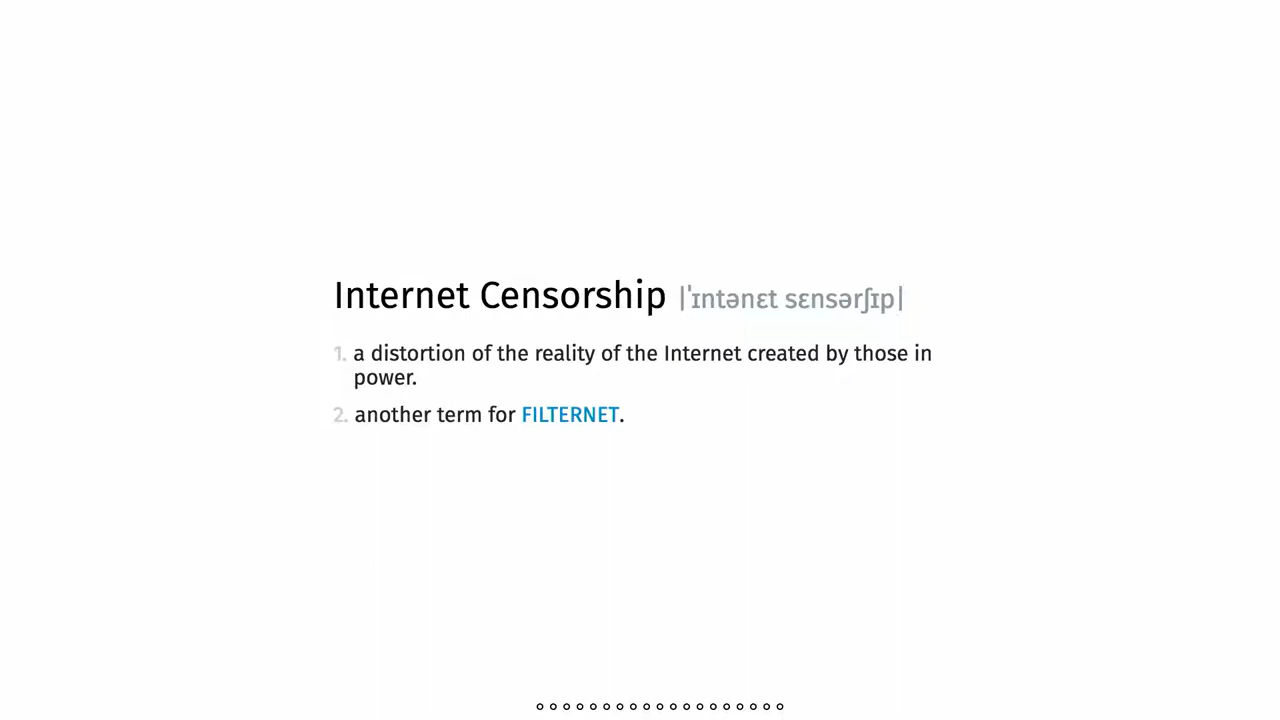 Internet Censorship |ˈɪntənɛt sɛnsərʃɪp|
1. a distortion of the reality of the Internet created by those in
power.
2. another term for FILTERNET.